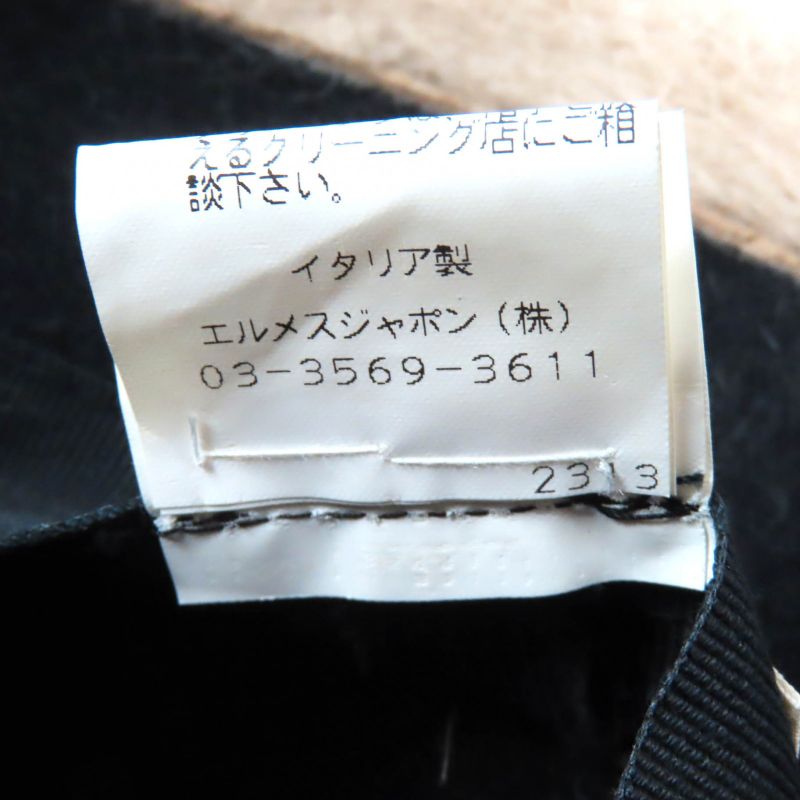 えるクリーニング店にご相
談下さい。
イタリア製
エルメスジャポン（株）
03-3569-3611
2313